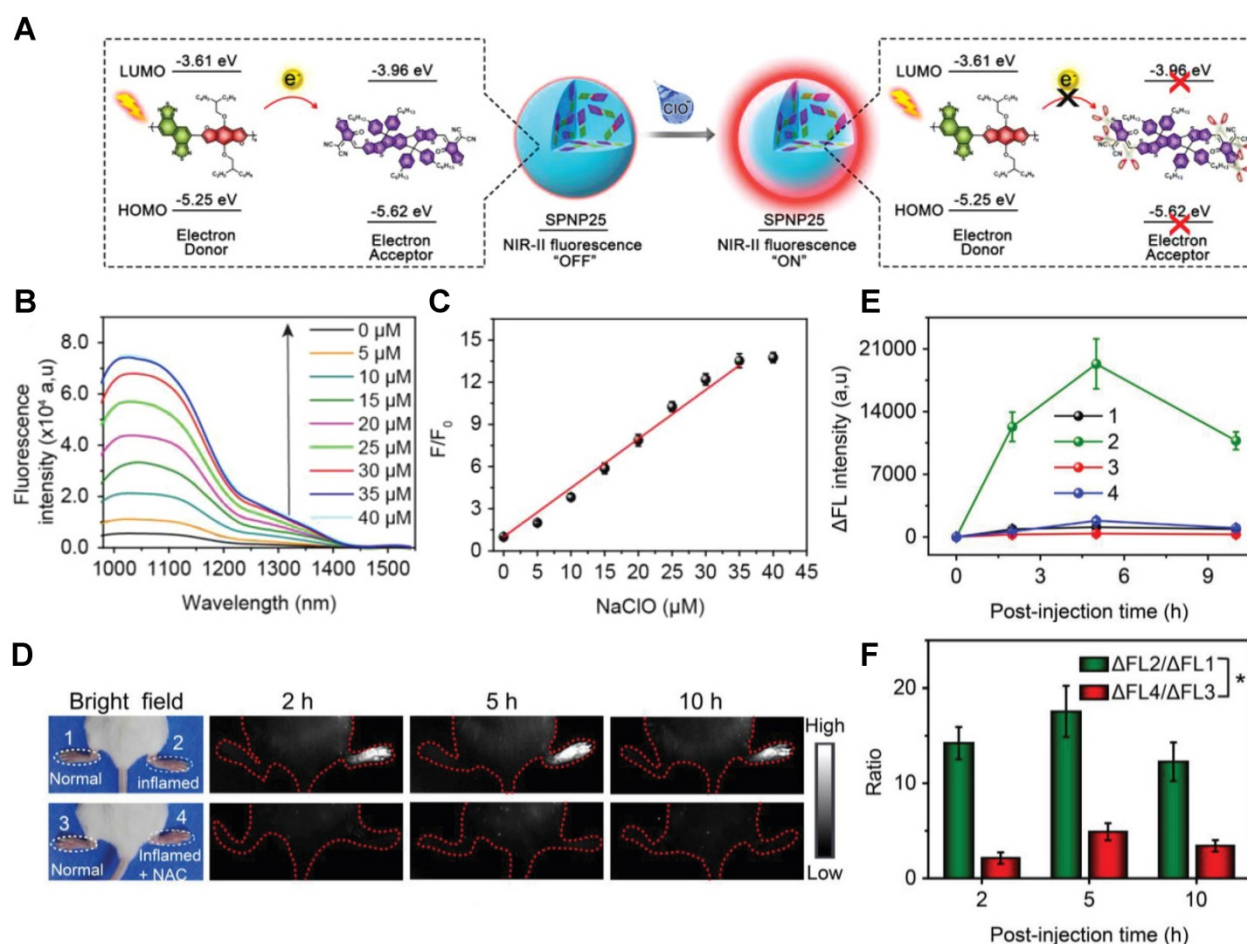 A
LUMO -3.61 eV
e-
-3.96 eV
HOMO -5.25 eV
-5.62 eV
Electron
Donor
Electron
Acceptor
SPNP25
NIR-II fluorescence
"OFF"
ClO-
SPNP25
NIR-II fluorescence
"ON"
LUMO -3.61 eV
e-
-3.96 eV
HOMO -5.25 eV
-5.62 eV
Electron
Donor
Electron
Acceptor
B
Fluorescence
intensity (x10⁴ a,u)
8.0
6.0
4.0
2.0
0.0
0 μM
5 μM
10 μM
15 μM
20 μM
25 μM
30 μM
35 μM
40 μM
1000 1100 1200 1300 1400 1500
Wavelength (nm)
C
F/F₀
15
12
9
6
3
0
0 5 10 15 20 25 30 35 40 45
NaClO (μM)
E
ΔFL intensity (a,u)
21000
14000
7000
0
1
2
3
4
0 3 6 9
Post-injection time (h)
D
Bright field 2 h 5 h 10 h
1 2
Normal inflamed
3 4
Normal Inflamed
+ NAC
High
Low
F
Ratio
20
10
0
ΔFL2/ΔFL1
ΔFL4/ΔFL3
*
2 5 10
Post-injection time (h)